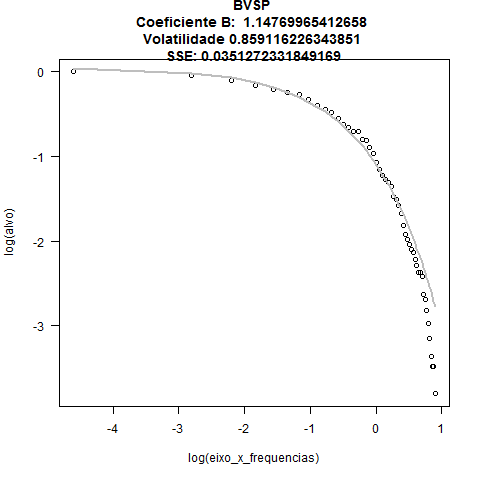 BVSP
Coeficiente B:  1.14769965412658
Volatilidade 0.859116226343851
SSE: 0.0351272331849169
0
-1
-2
-3
log(alvo)
-4 -3 -2 -1 0 1
log(eixo_x_frequencias)